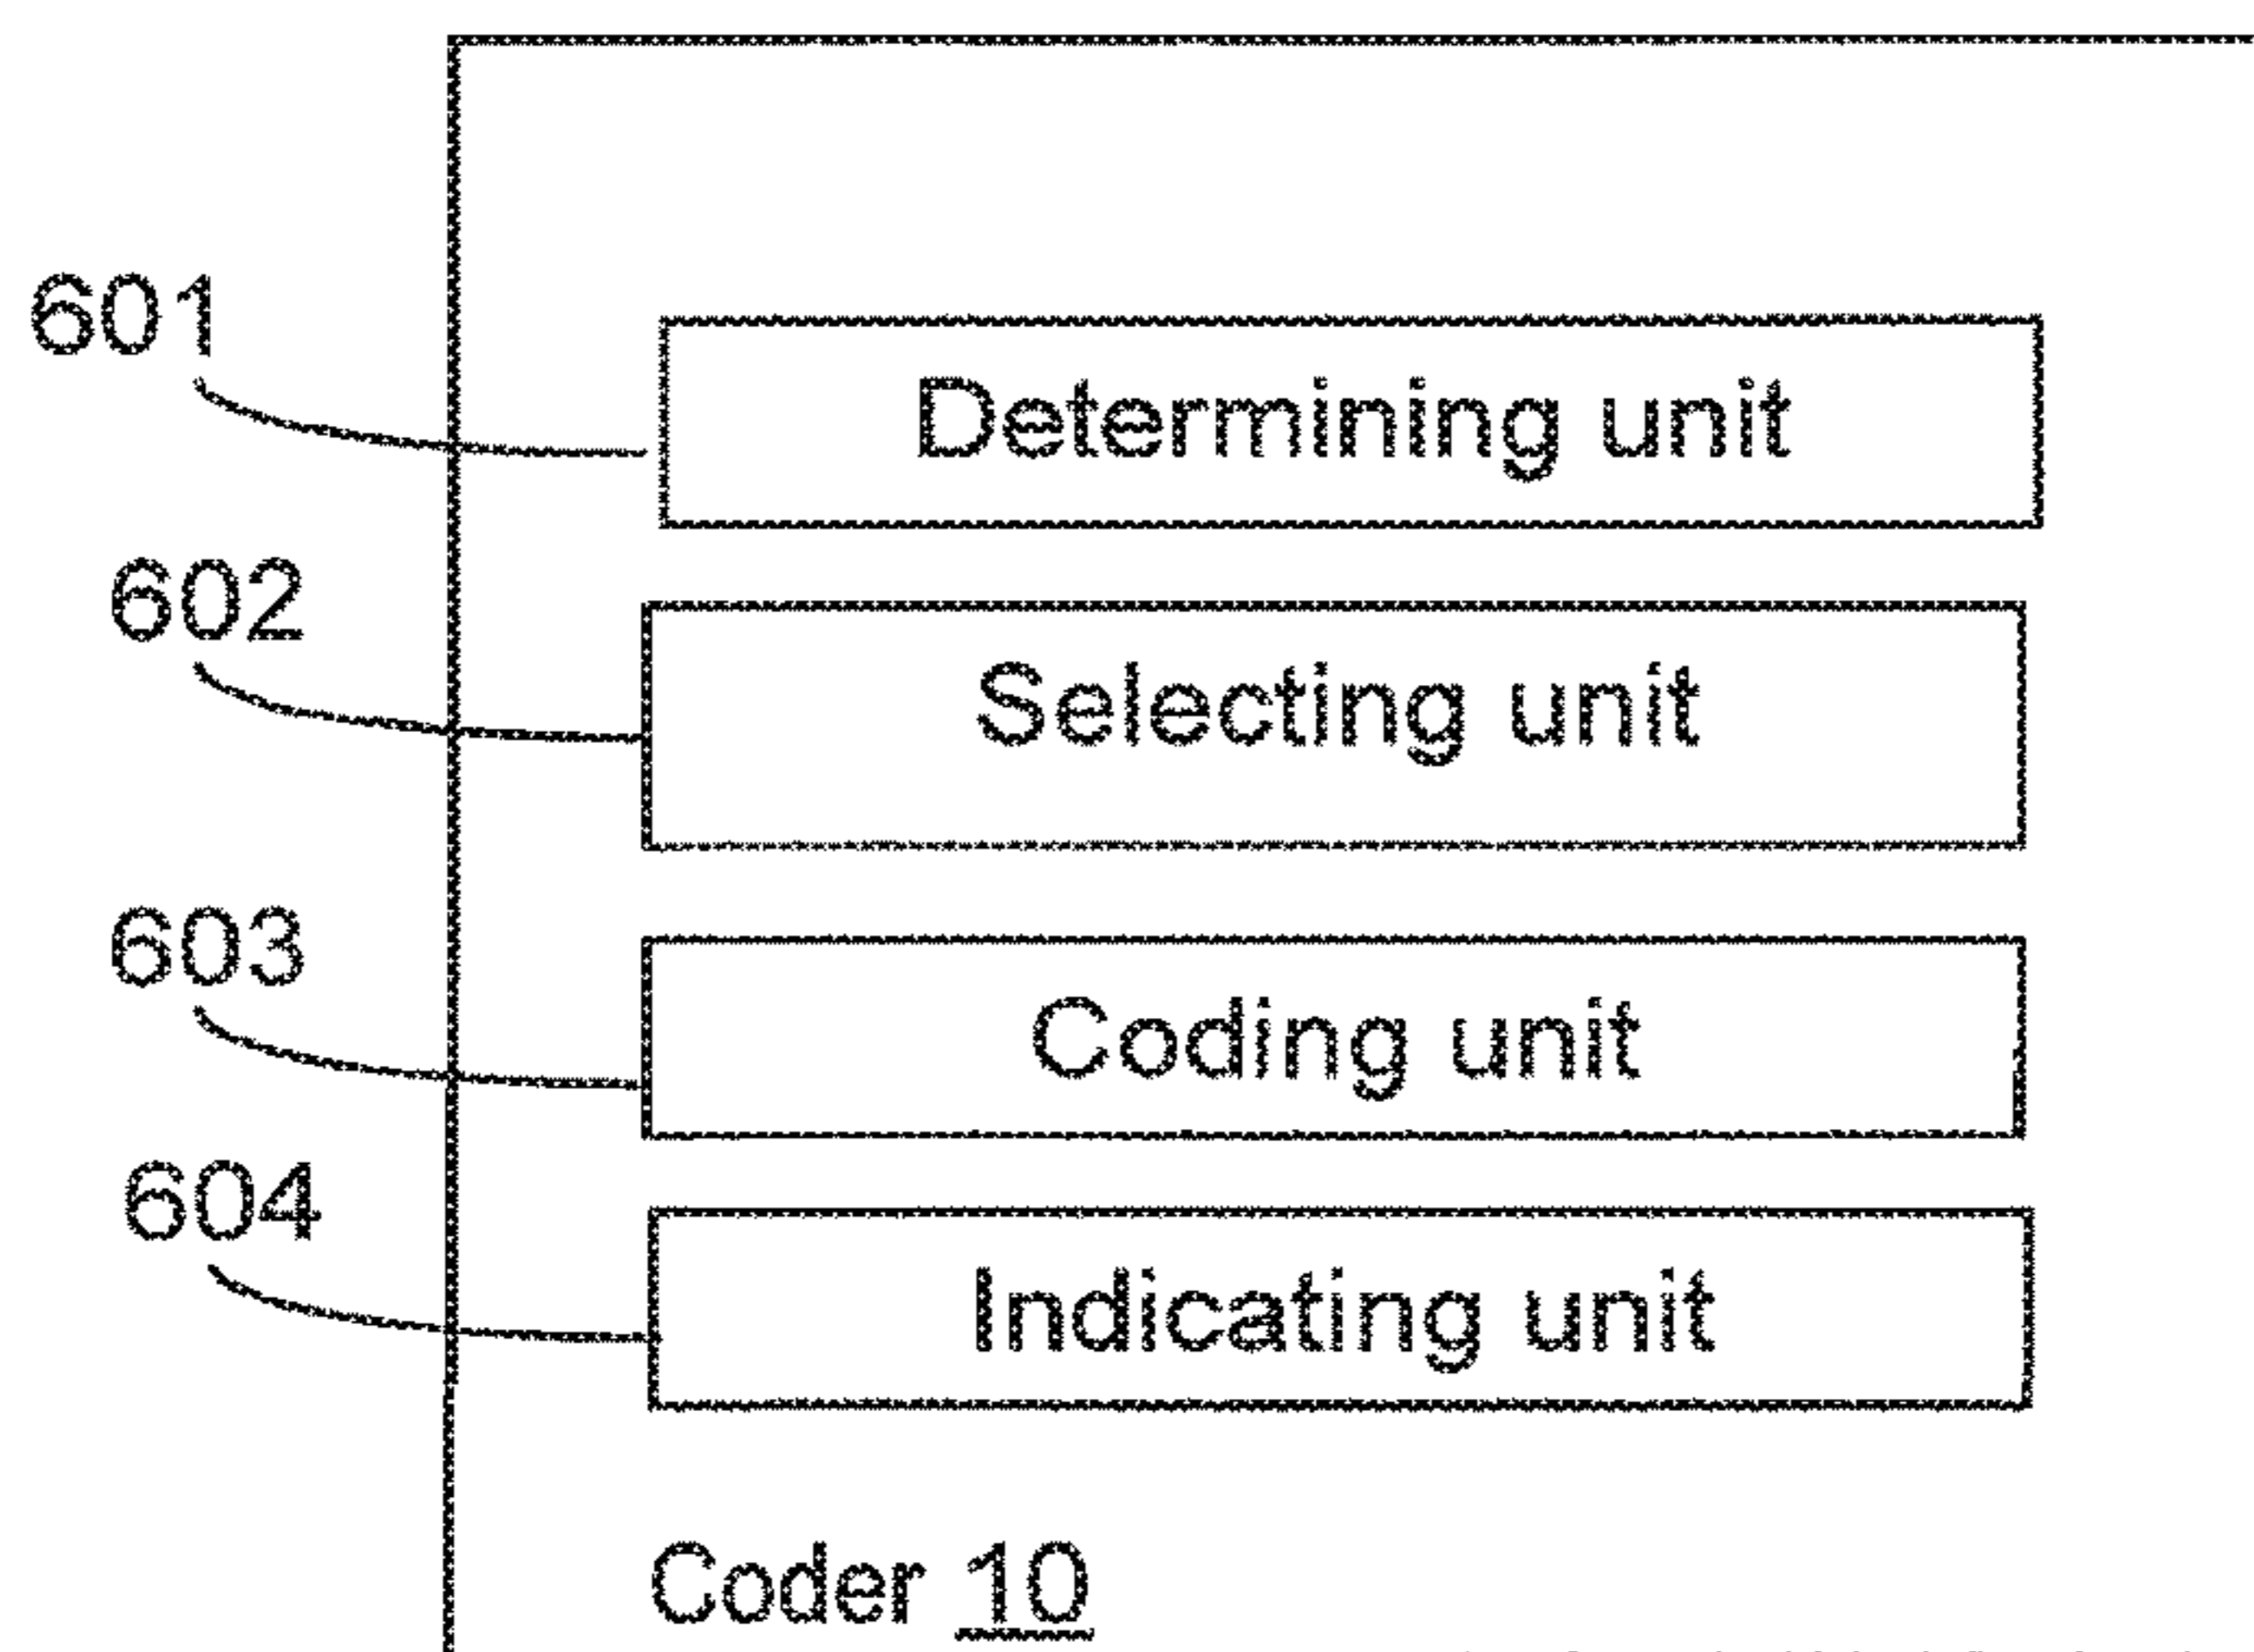 601
Determining unit
602
Selecting unit
603
Coding unit
604
Indicating unit
Coder 10